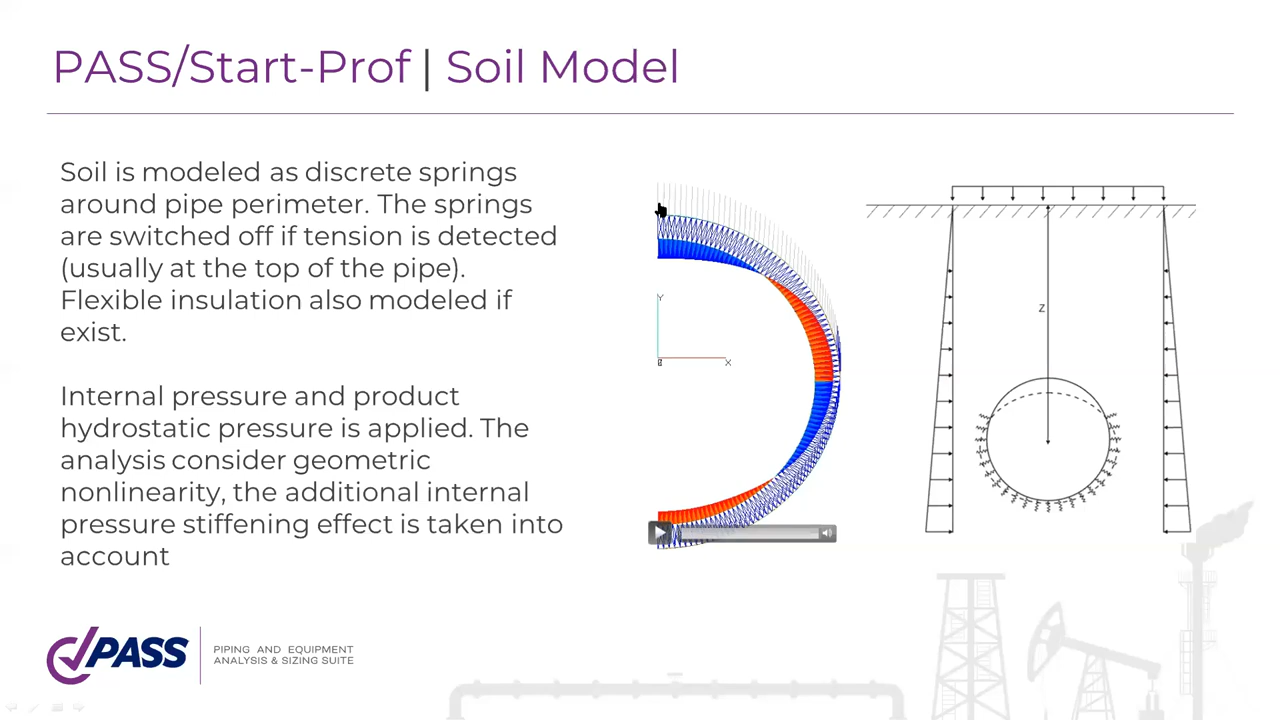 PASS/Start-Prof | Soil Model
Soil is modeled as discrete springs
around pipe perimeter. The springs
are switched off if tension is detected
(usually at the top of the pipe).
Flexible insulation also modeled if
exist.
Internal pressure and product
hydrostatic pressure is applied. The
analysis consider geometric
nonlinearity, the additional internal
pressure stiffening effect is taken into
account
Y
X
Z
PASS
PIPING AND EQUIPMENT
ANALYSIS & SIZING SUITE